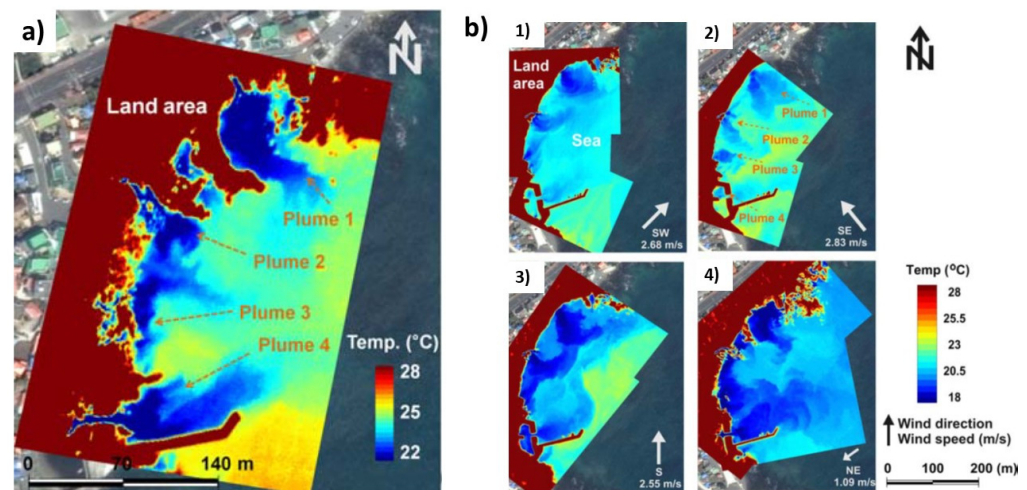 a)
N
Land area
Plume 1
Plume 2
Plume 3
Plume 4
Temp. (°C)
28
25
22
0
70
140 m
b)
1)
Land
area
Sea
SW
2.68 m/s
2)
Plume 1
Plume 2
Plume 3
Plume 4
SE
2.83 m/s
N
3)
S
2.55 m/s
4)
NE
1.09 m/s
Temp (°C)
28
25.5
23
20.5
18
Wind direction
Wind speed (m/s)
0
100
200 (m)